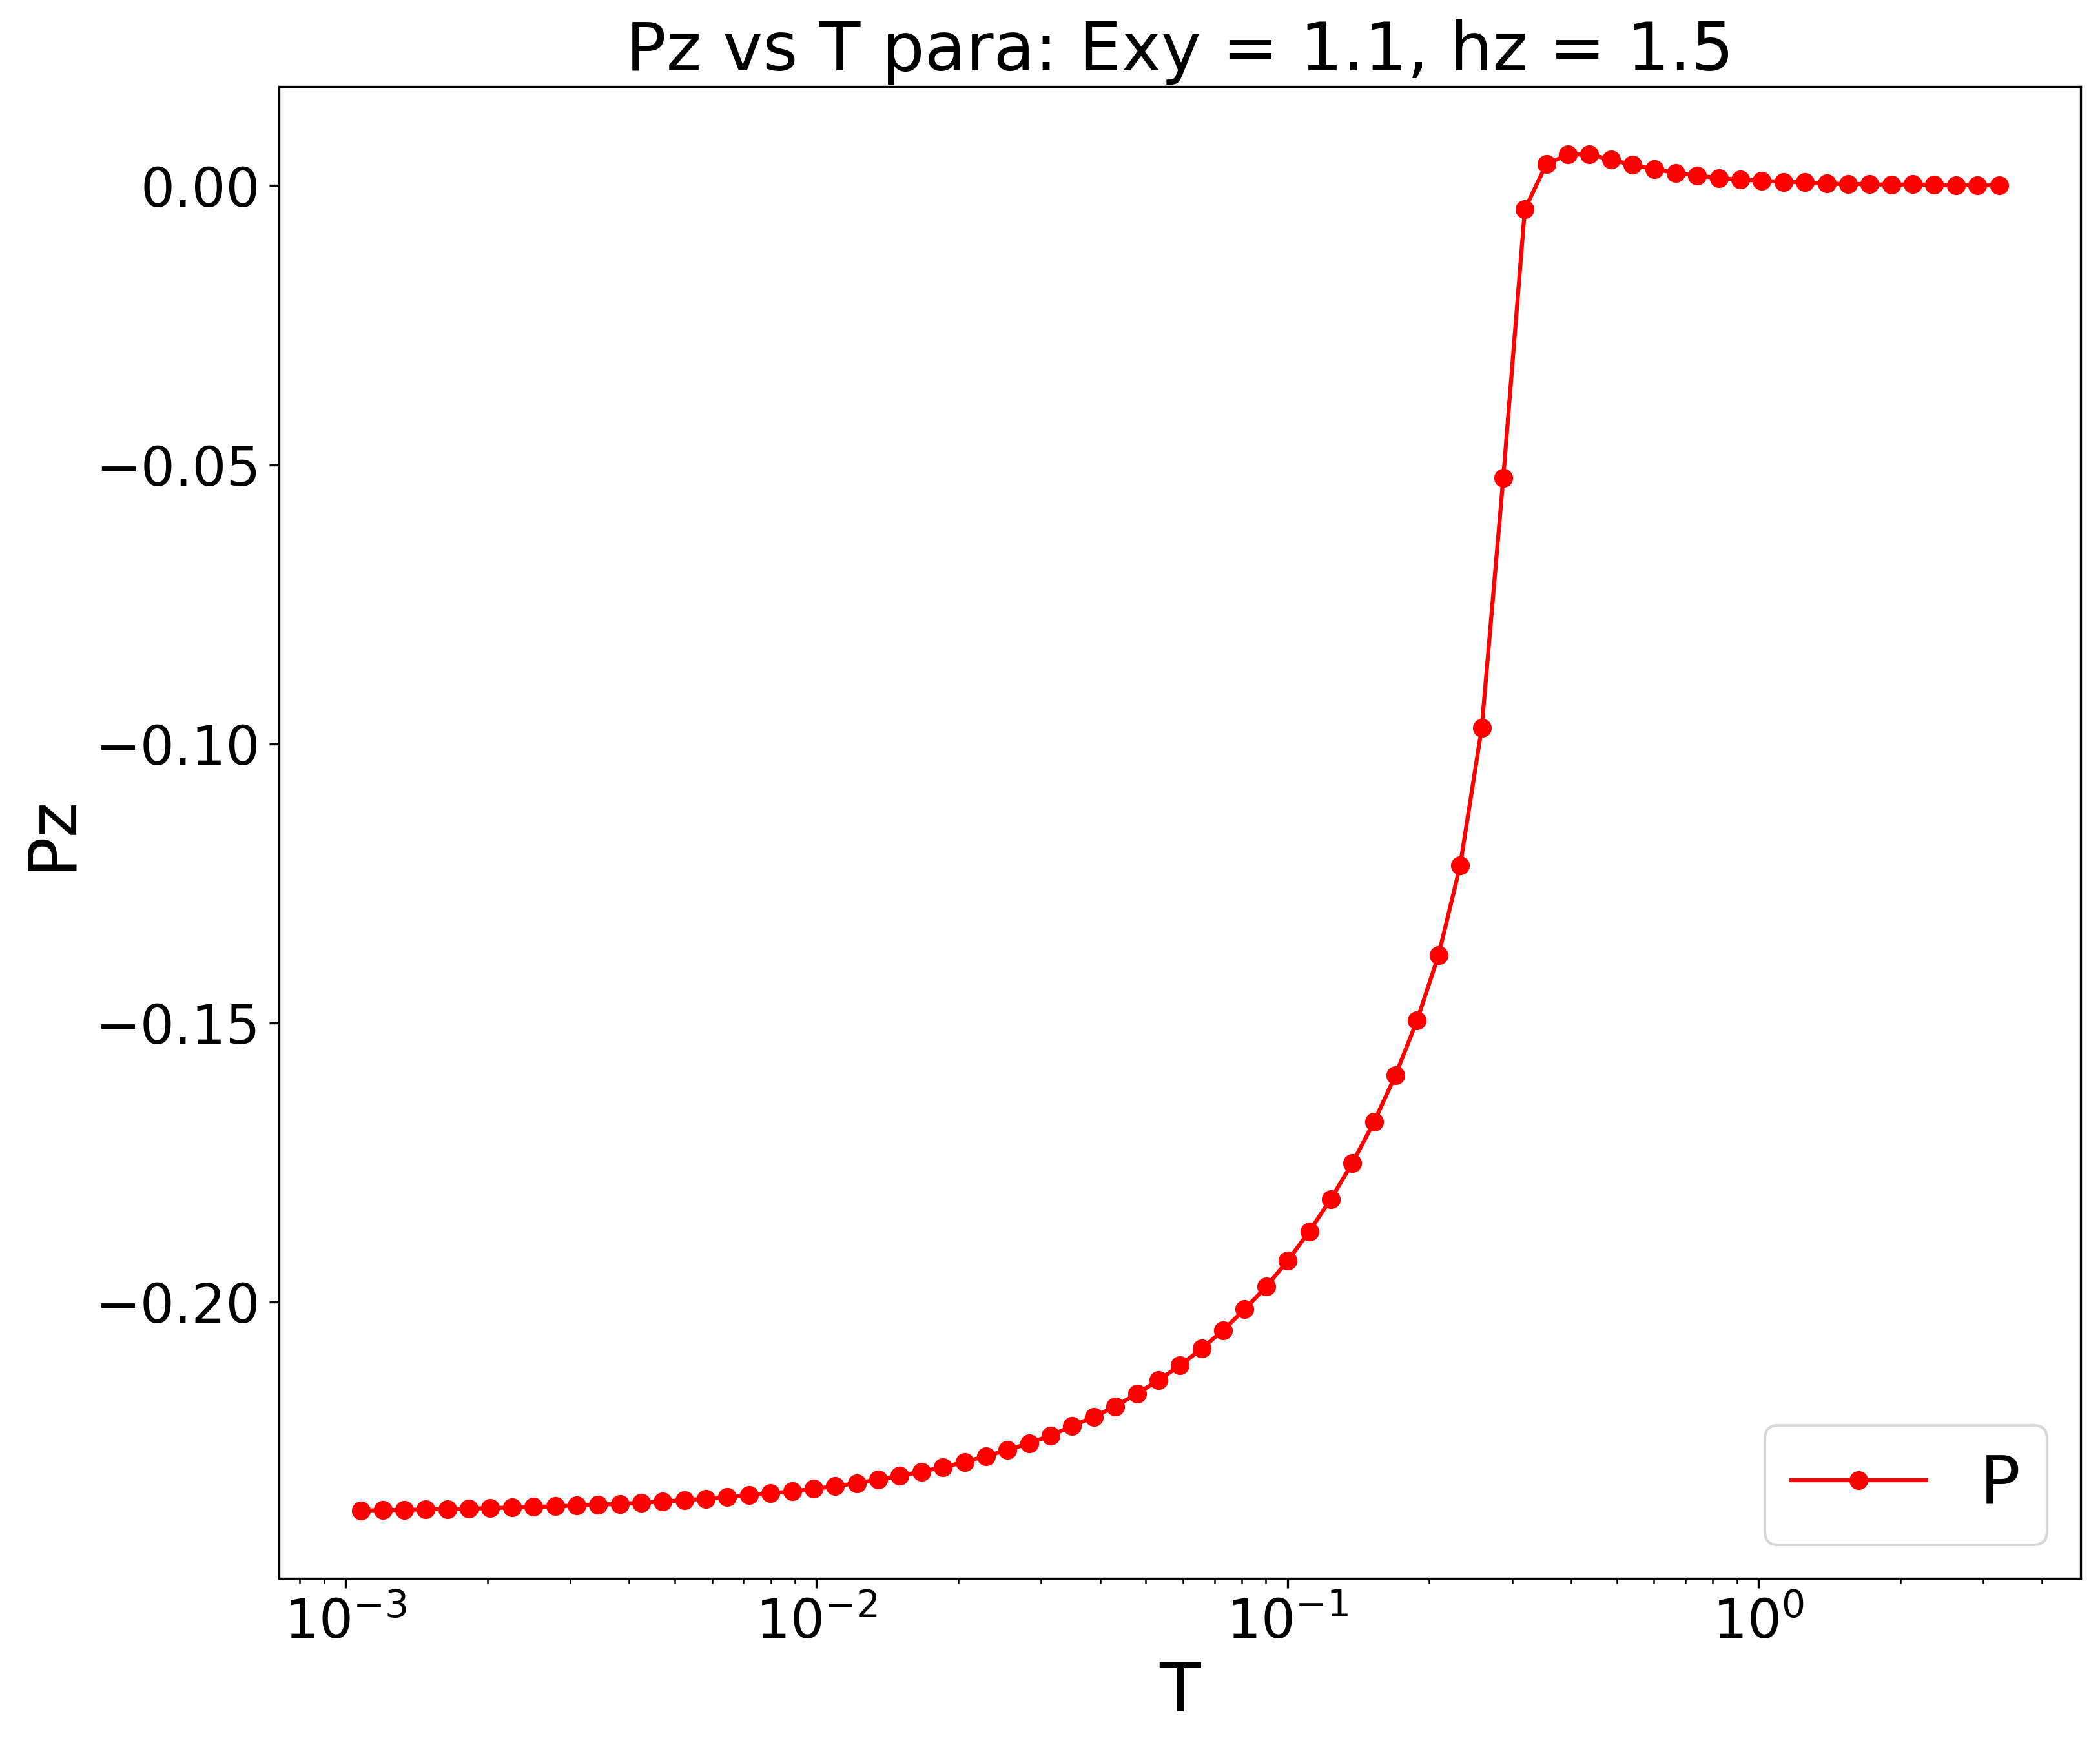 Pz vs T para: Exy = 1.1, hz = 1.5
0.00
−0.05
−0.10
−0.15
−0.20
Pz
P
10⁻³ 10⁻² 10⁻¹ 10⁰
T